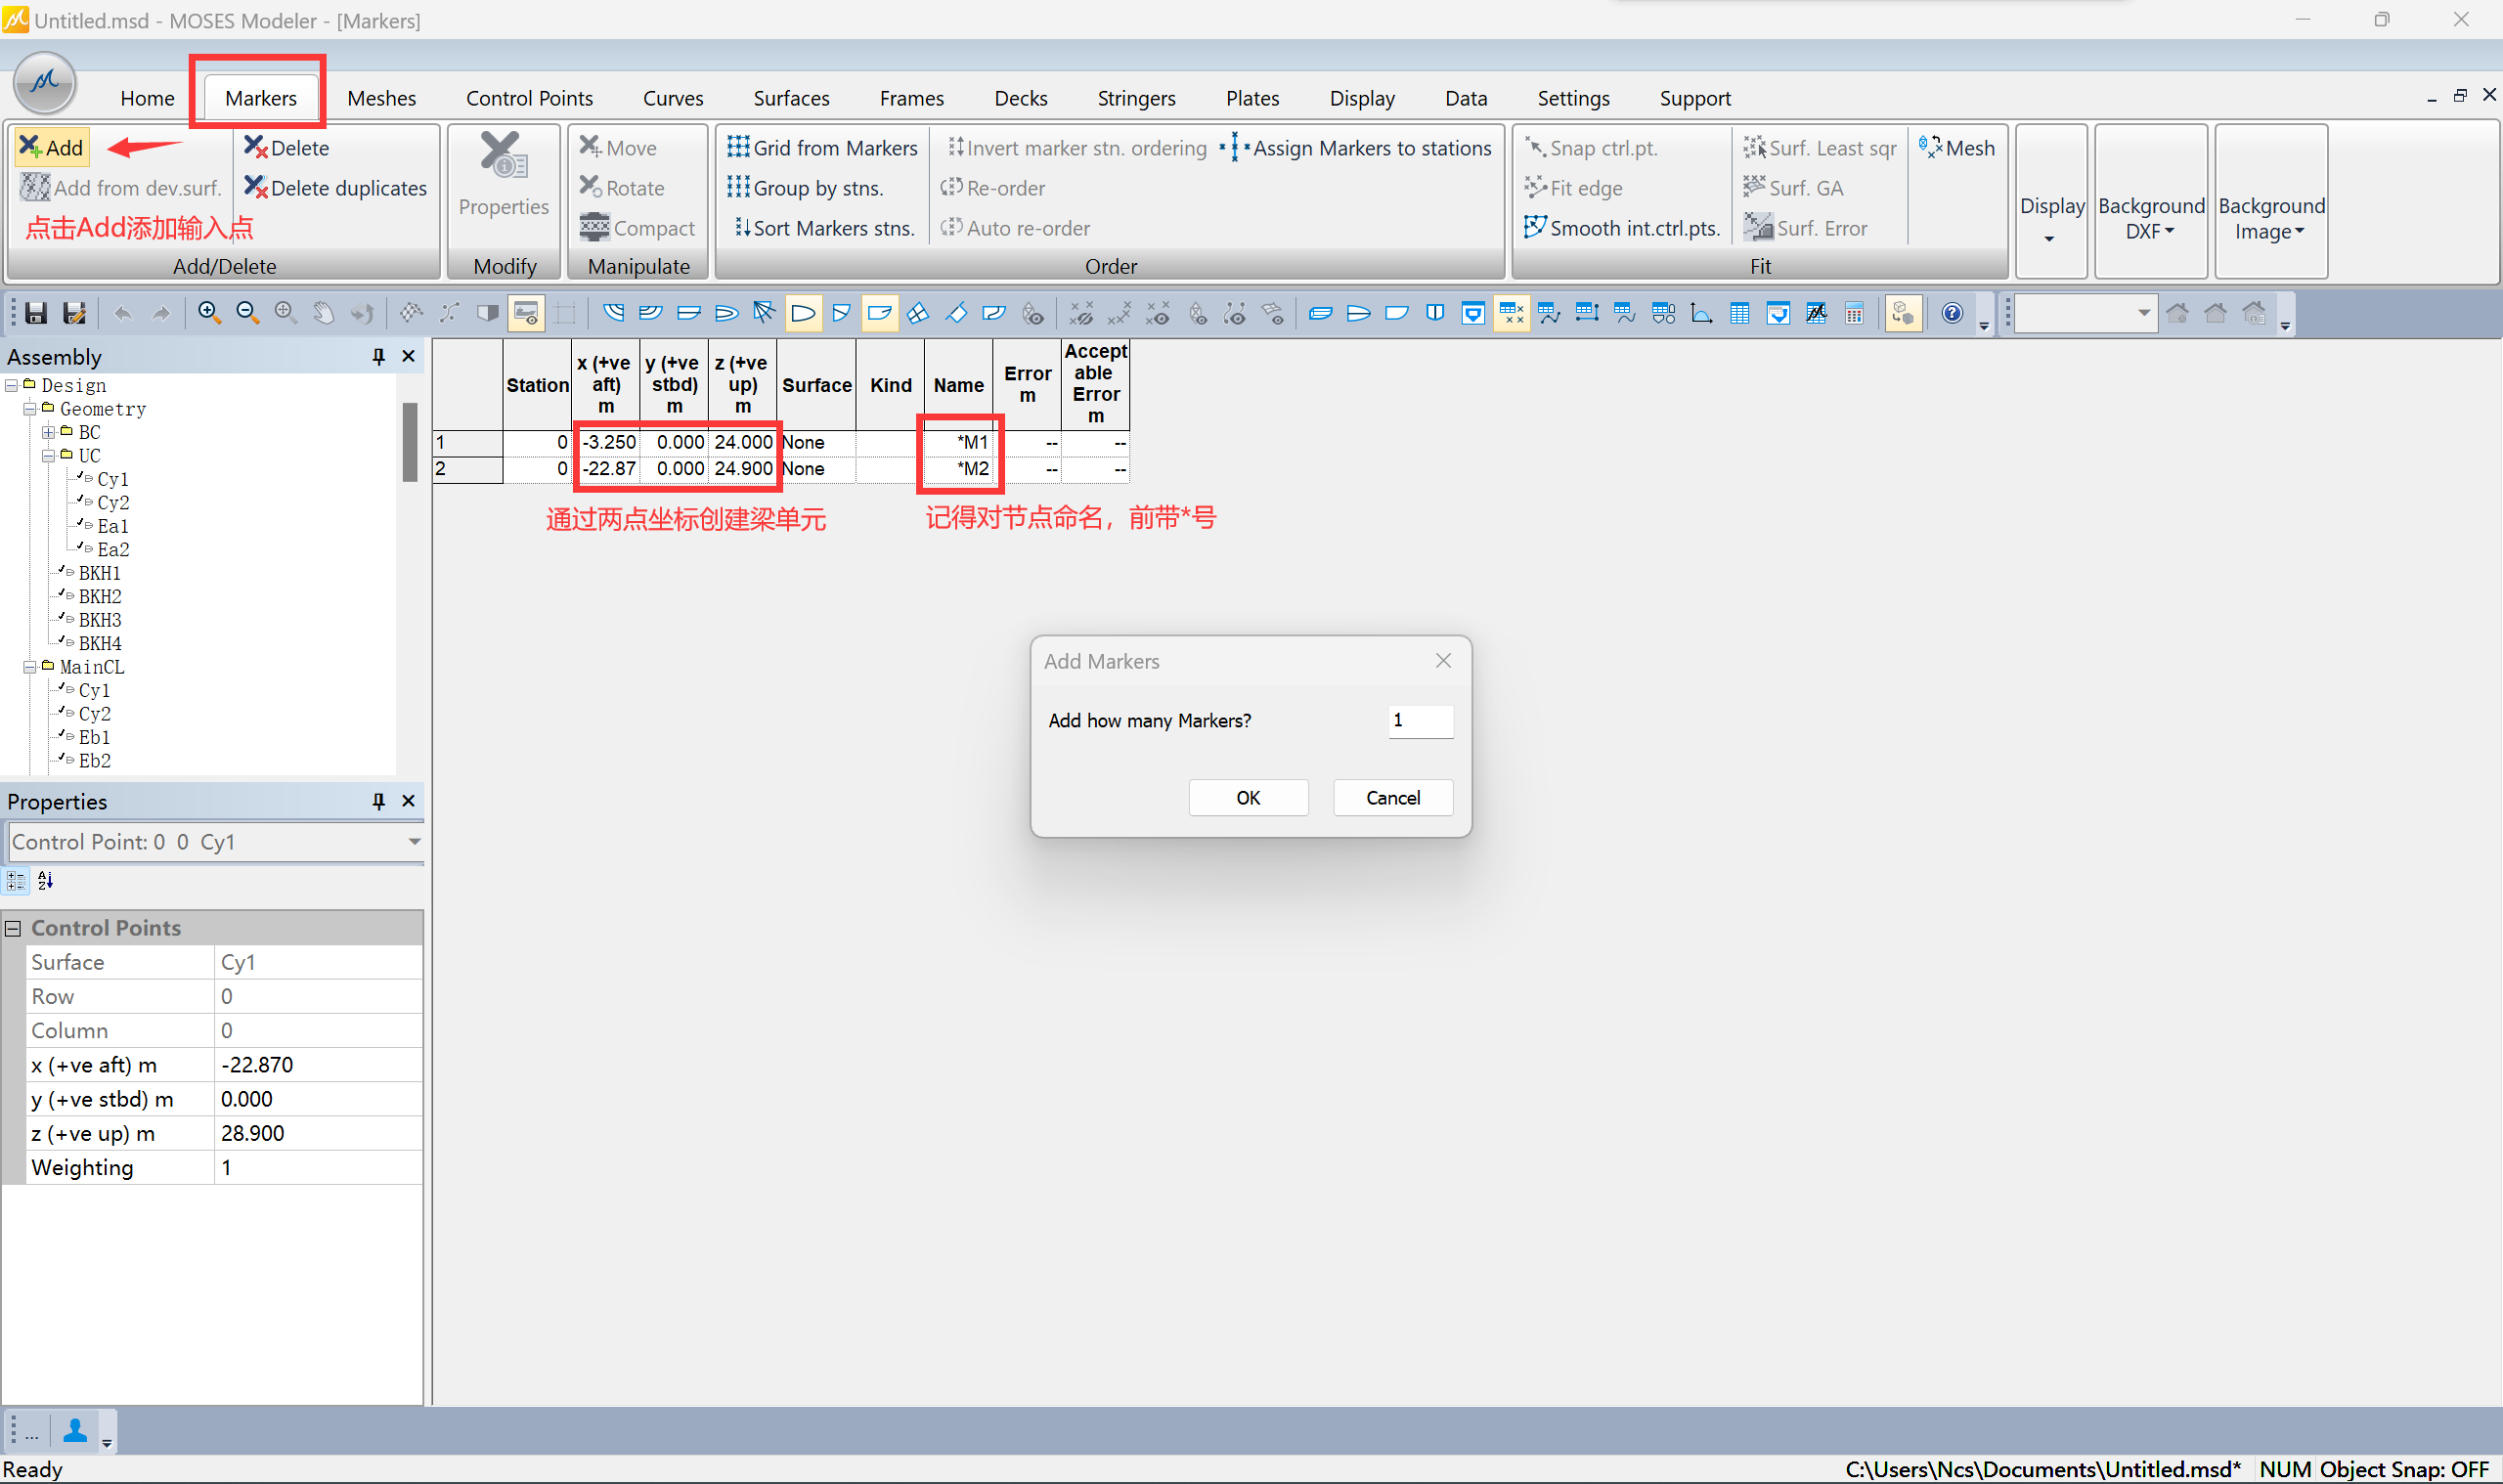 Untitled.msd - MOSES Modeler - [Markers]
Home Markers Meshes Control Points Curves Surfaces Frames Decks Stringers Plates Display Data Settings Support
Add
Add from dev.surf.
点击Add添加输入点
Delete
Delete duplicates
Add/Delete
Properties
Modify
Move
Rotate
Compact
Manipulate
Grid from Markers
Group by stns.
Sort Markers stns.
Invert marker stn. ordering
Re-order
Auto re-order
Assign Markers to stations
Order
Snap ctrl.pt.
Fit edge
Smooth int.ctrl.pts.
Surf. Least sqr
Surf. GA
Surf. Error
Mesh
Fit
Display
Background DXF
Background Image
Assembly
Design
Geometry
BC
UC
Cy1
Cy2
Ea1
Ea2
BKH1
BKH2
BKH3
BKH4
MainCL
Cy1
Cy2
Eb1
Eb2
Station x (+ve aft) m y (+ve stbd) m z (+ve up) m Surface Kind Name Error m Acceptable Error m
1 0 -3.250 0.000 24.000 None *M1 -- --
2 0 -22.87 0.000 24.900 None *M2 -- --
通过两点坐标创建梁单元
记得对节点命名，前带*号
Add Markers
Add how many Markers? 1
OK Cancel
Properties
Control Point: 0 0 Cy1
Control Points
Surface Cy1
Row 0
Column 0
x (+ve aft) m -22.870
y (+ve stbd) m 0.000
z (+ve up) m 28.900
Weighting 1
...
Ready
C:\Users\Ncs\Documents\Untitled.msd* NUM Object Snap: OFF